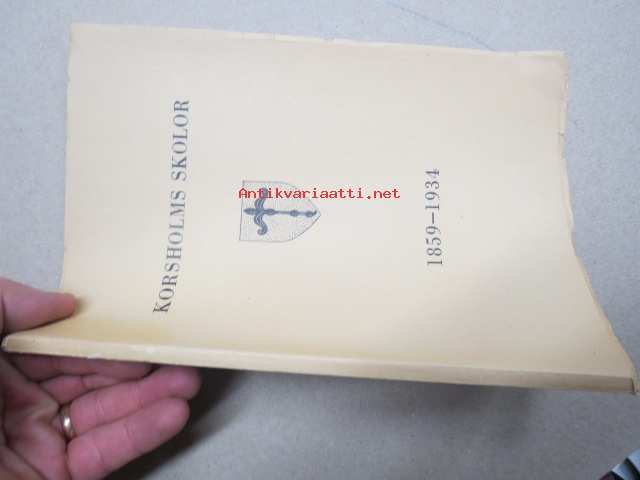 KORSHOLMS SKOLOR
Antikvariaatti.net
1859–1934